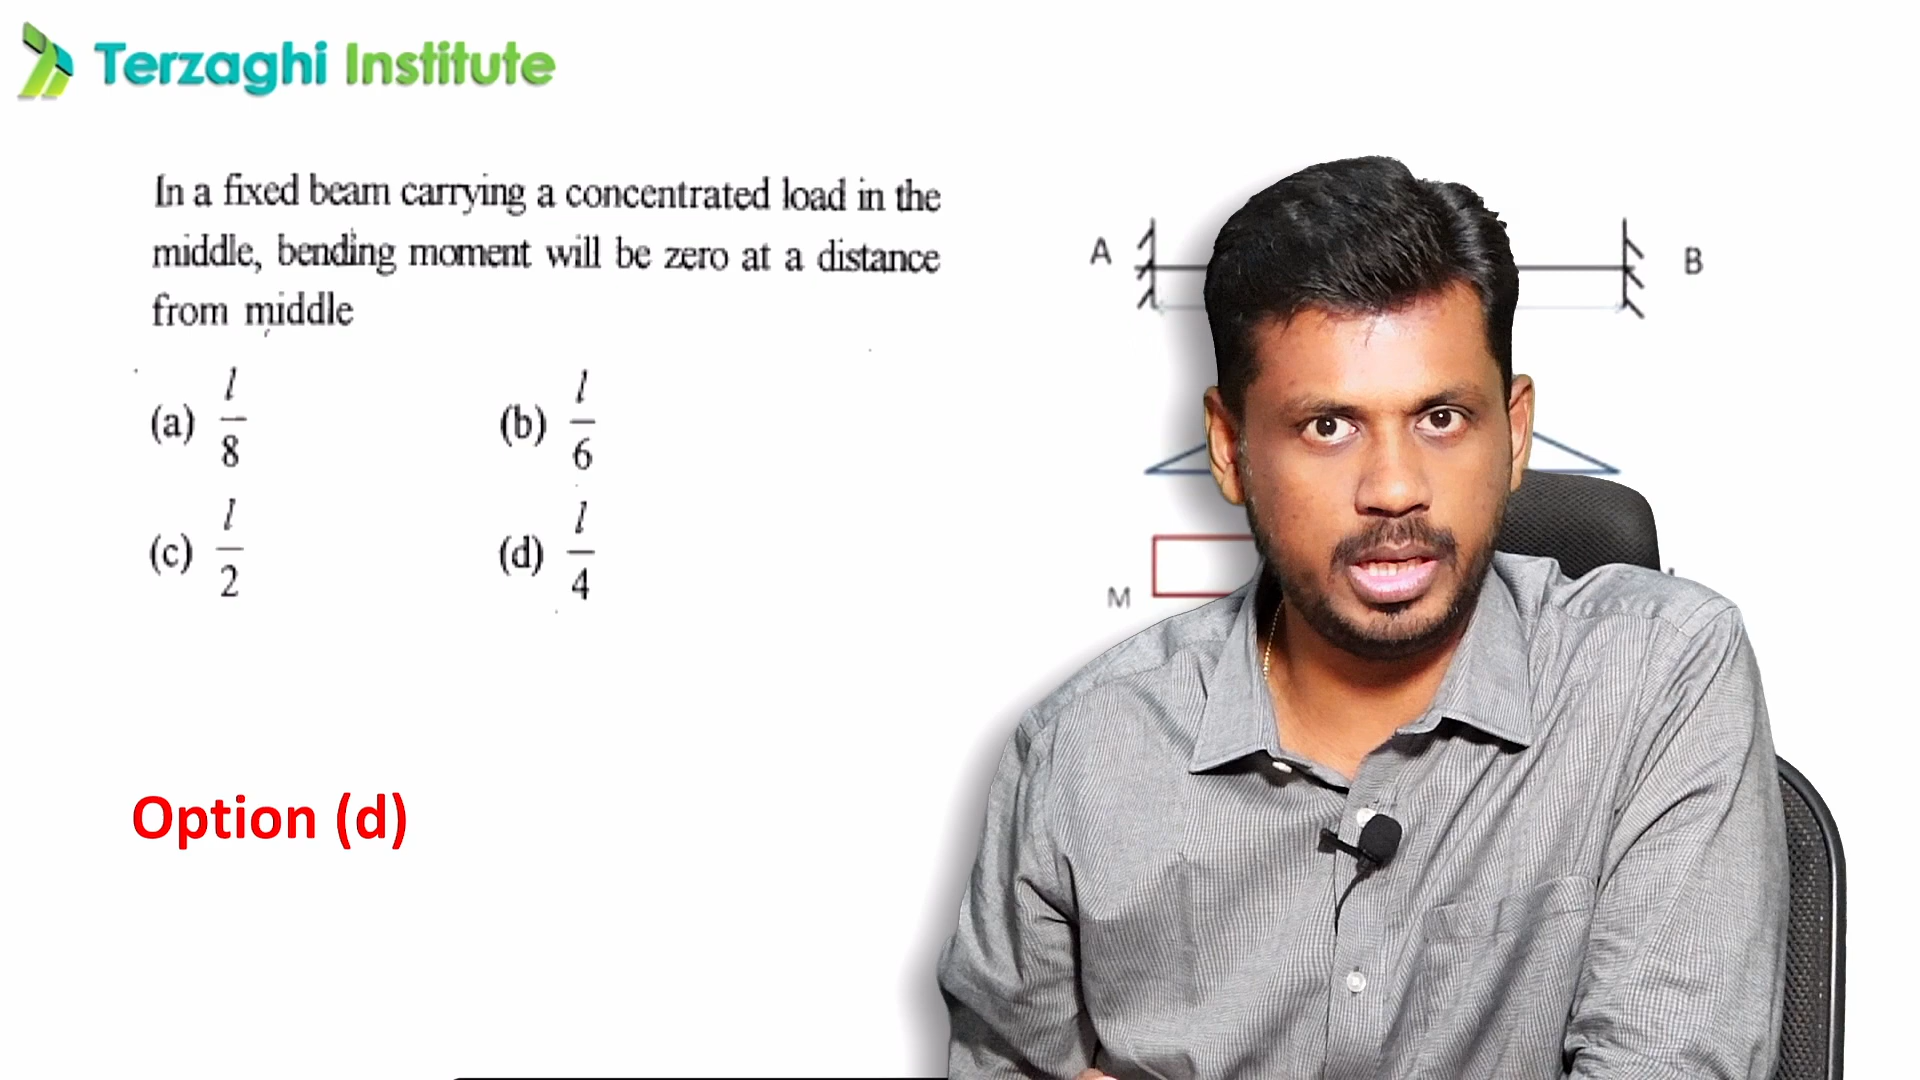 Terzaghi Institute
In a fixed beam carrying a concentrated load in the
middle, bending moment will be zero at a distance
from middle
(a) l/8
(b) l/6
(c) l/2
(d) l/4
Option (d)
A
B
M